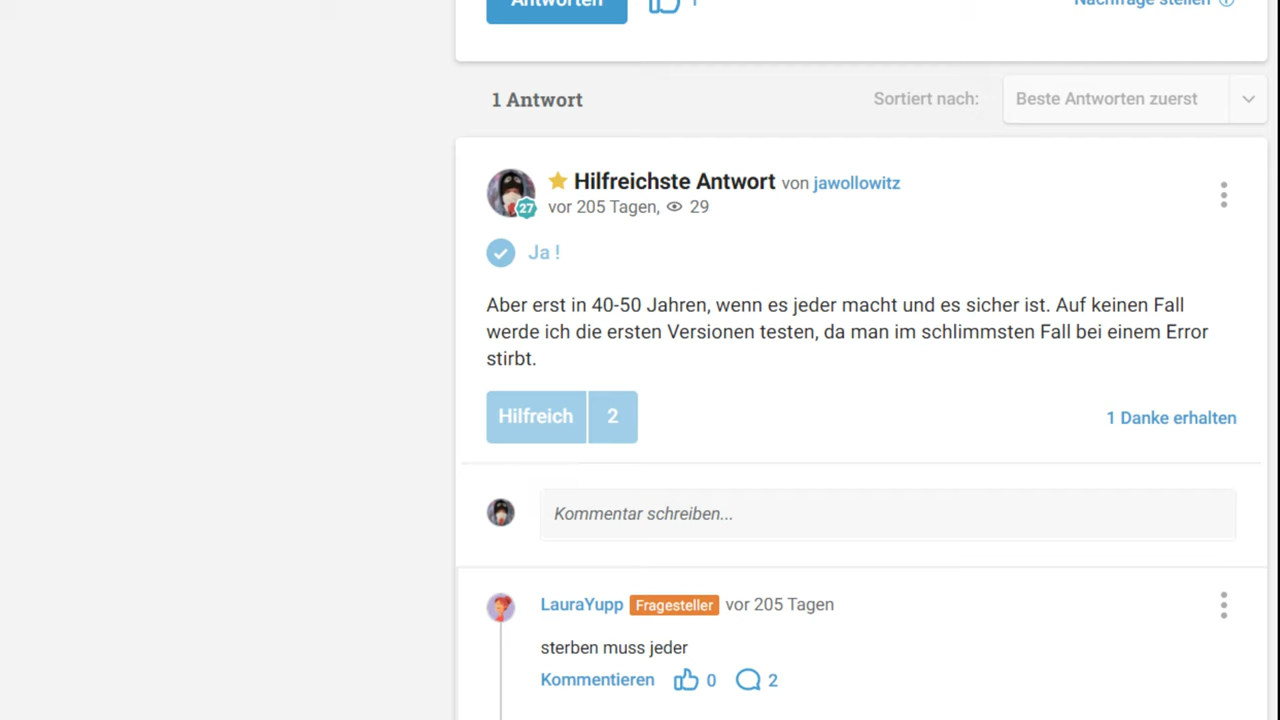 Antworten 1 Nachfrage stellen
1 Antwort Sortiert nach: Beste Antworten zuerst
Hilfreichste Antwort von jawollowitz
27 vor 205 Tagen, 29
Ja !
Aber erst in 40-50 Jahren, wenn es jeder macht und es sicher ist. Auf keinen Fall
werde ich die ersten Versionen testen, da man im schlimmsten Fall bei einem Error
stirbt.
Hilfreich 2 1 Danke erhalten
Kommentar schreiben...
LauraYupp Fragesteller vor 205 Tagen
sterben muss jeder
Kommentieren 0 2